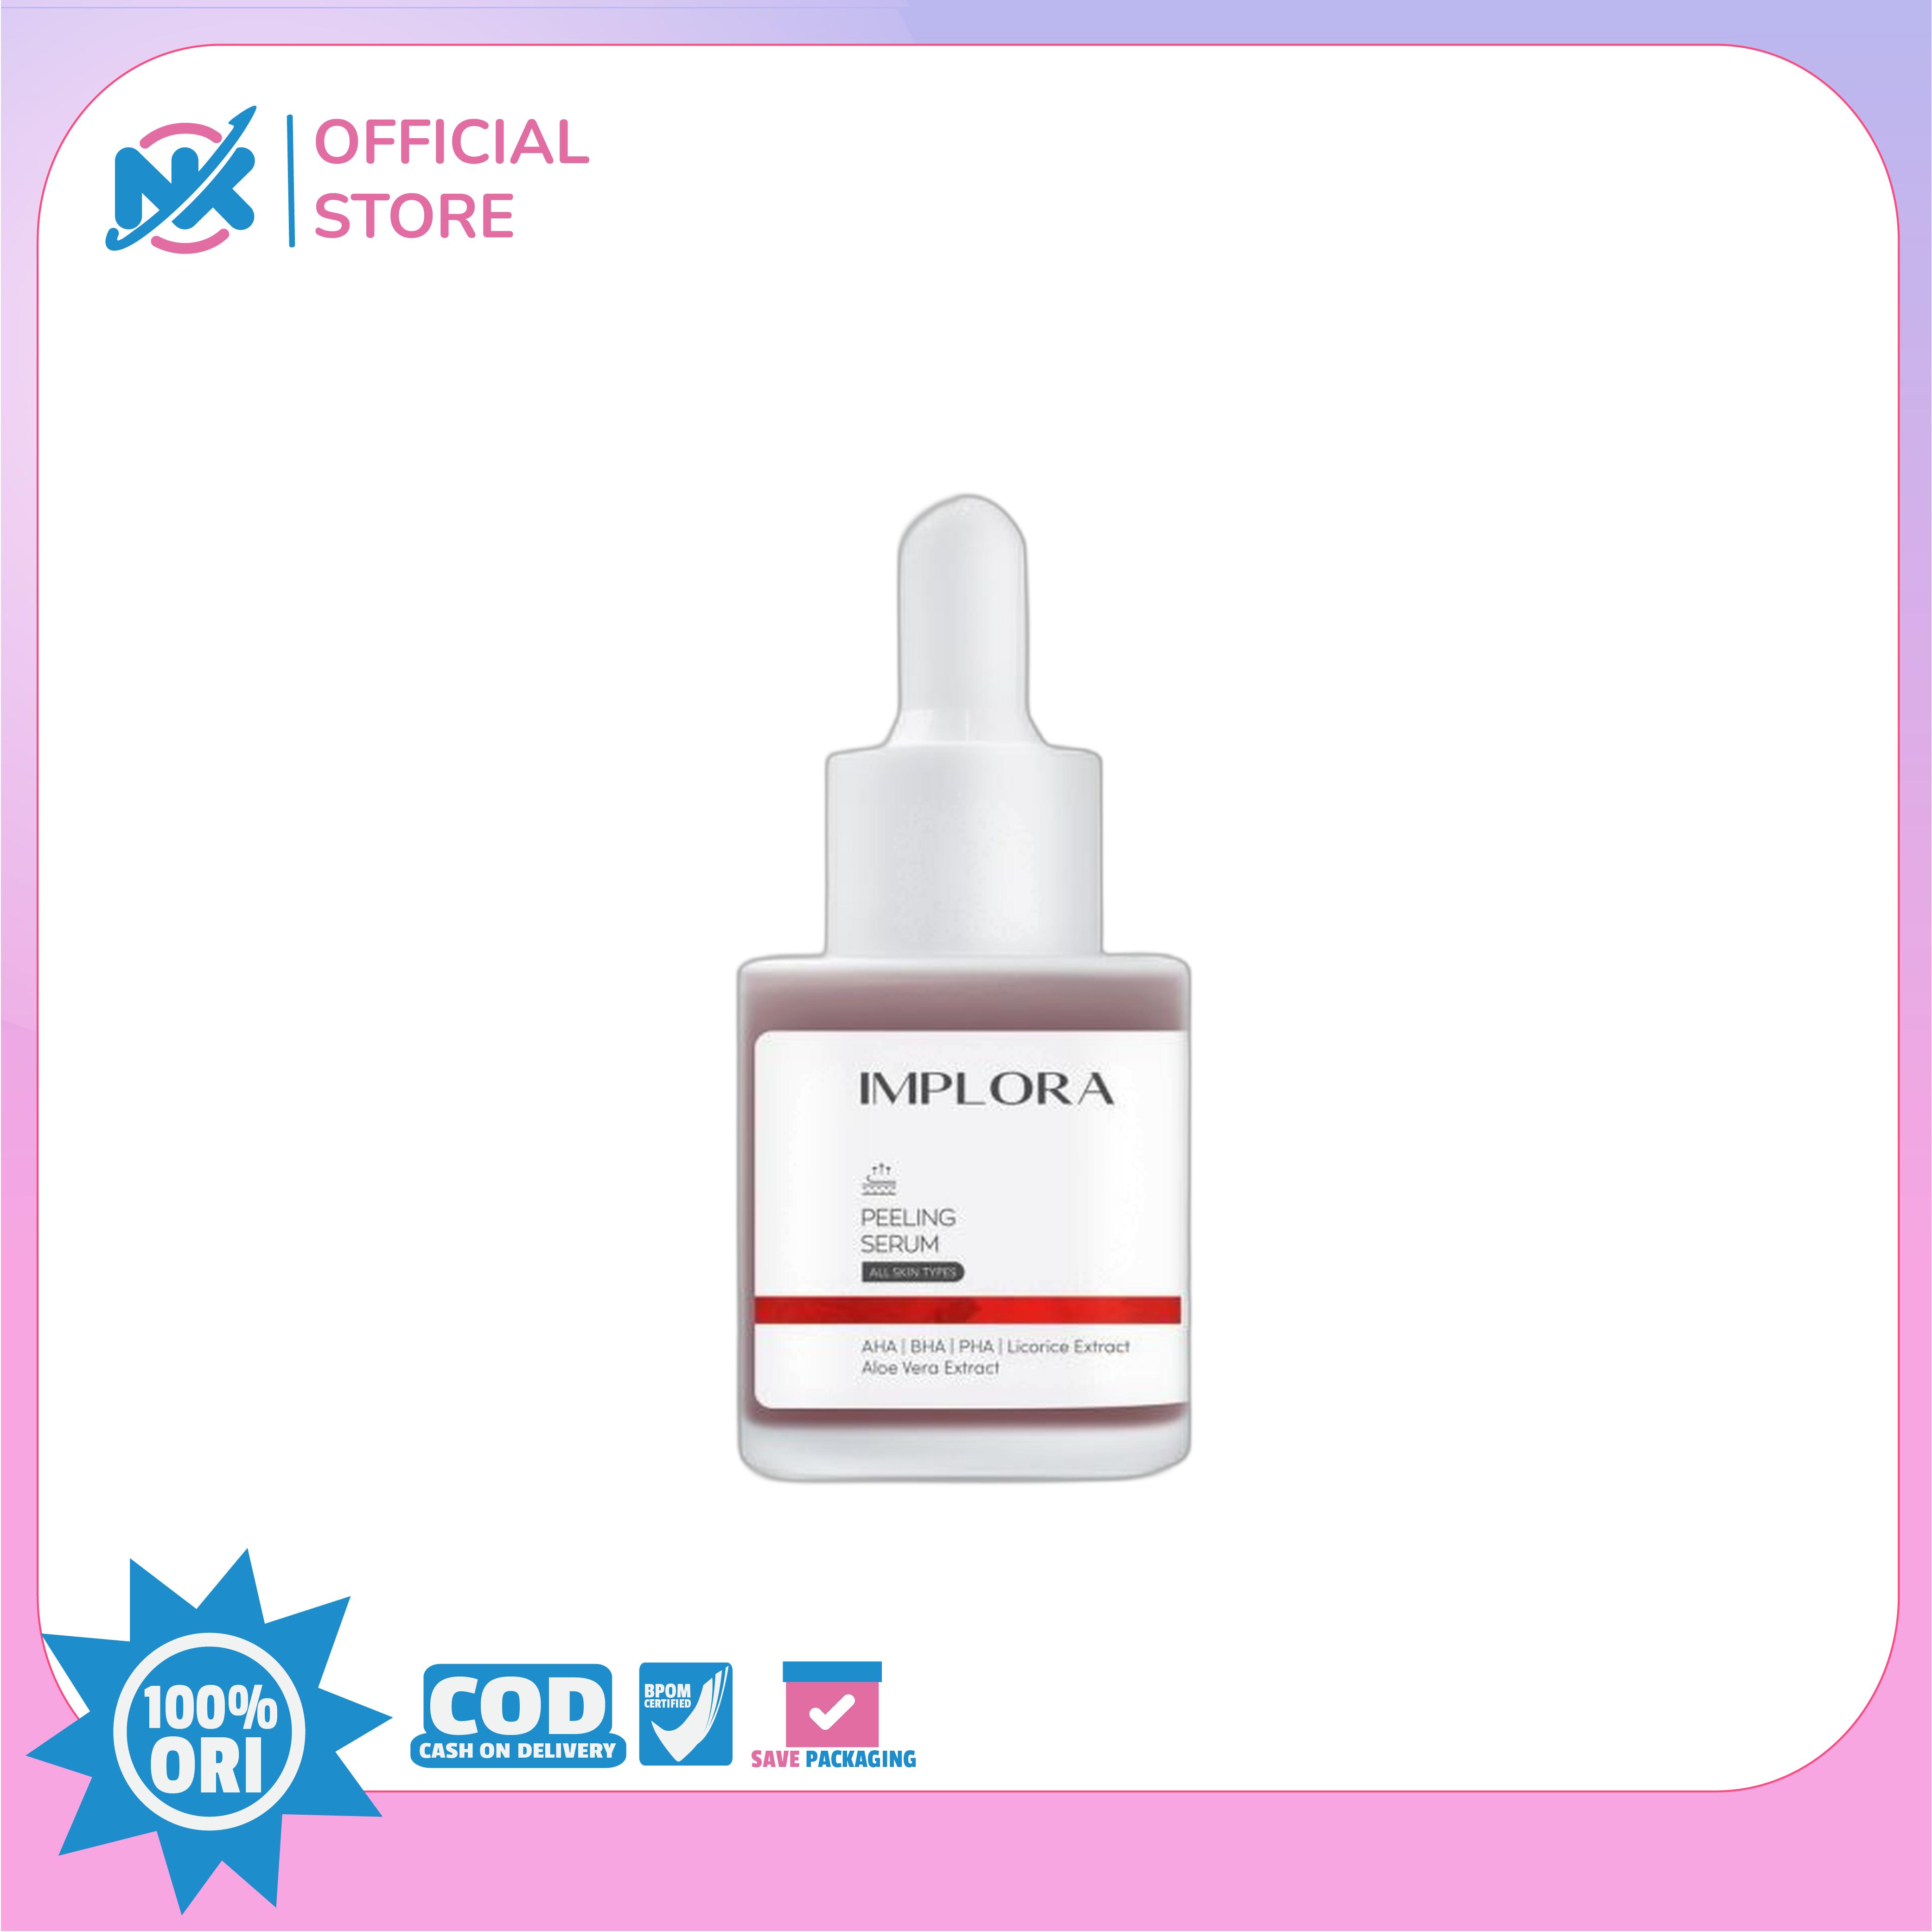 NK
OFFICIAL
STORE
IMPLORA
PEELING
SERUM
ALL SKIN TYPES
AHA | BHA | PHA | Licorice Extract
Aloe Vera Extract
100%
ORI
COD
CASH ON DELIVERY
BPOM
CERTIFIED
SAVE PACKAGING